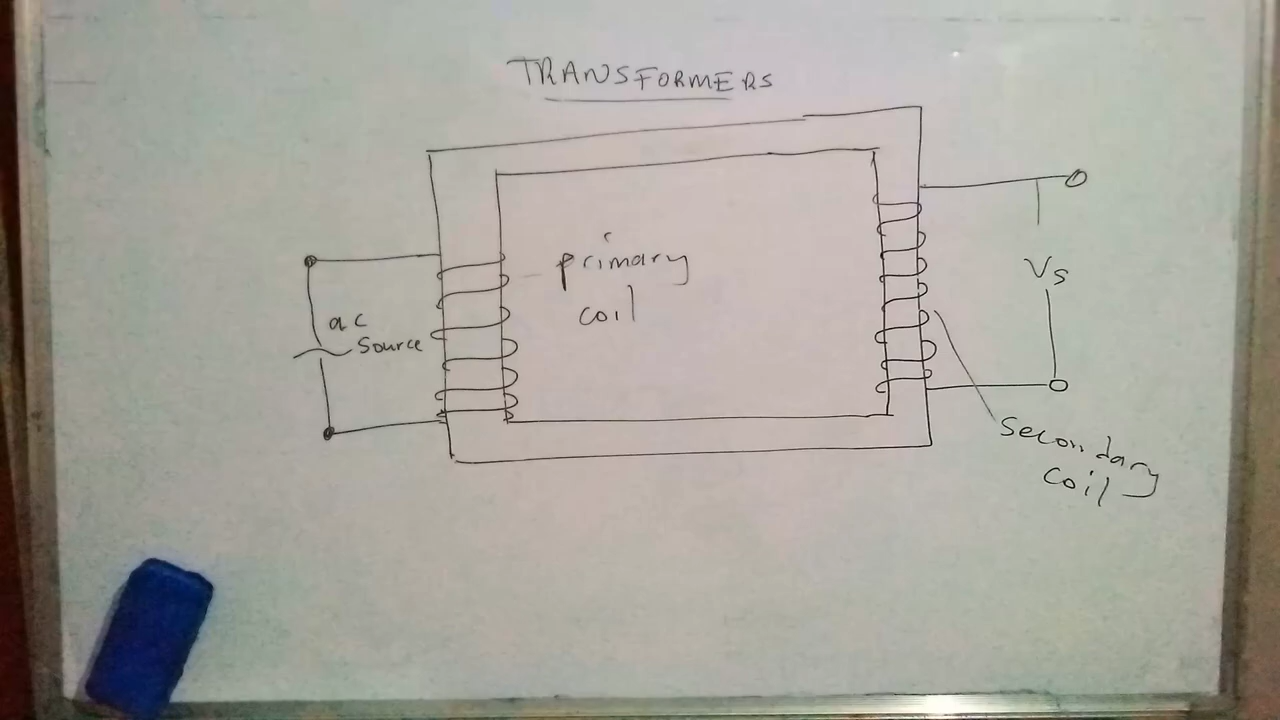 TRANSFORMERS
primary
coil
ac
Source
Vs
Secondary
coil